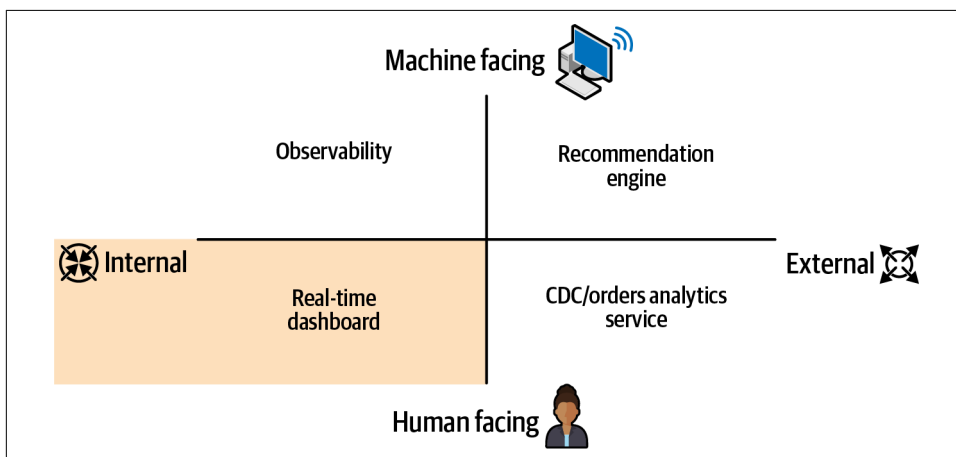 Machine facing
Observability
Recommendation
engine
Internal
External
Real-time
dashboard
CDC/orders analytics
service
Human facing